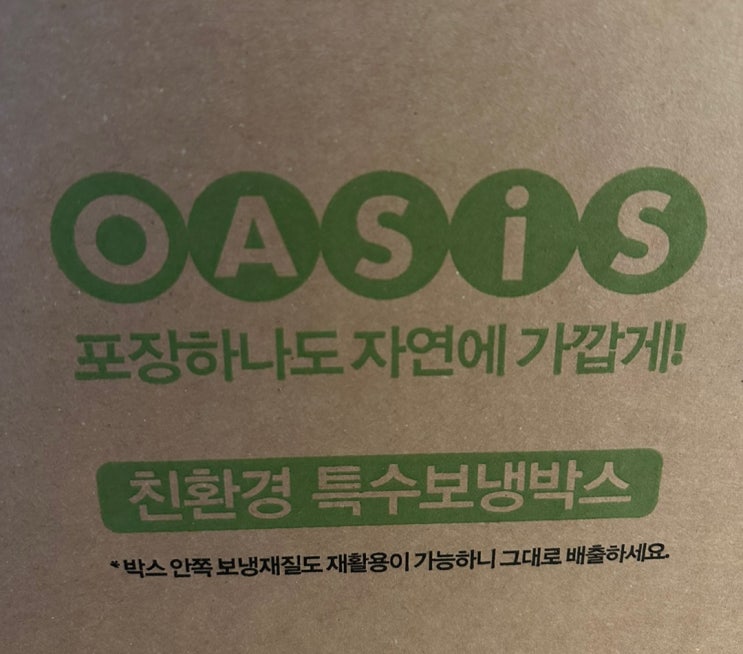 OASiS
포장하나도 자연에 가깝게!
친환경 특수보냉박스
*박스 안쪽 보냉재질도 재활용이 가능하니 그대로 배출하세요.